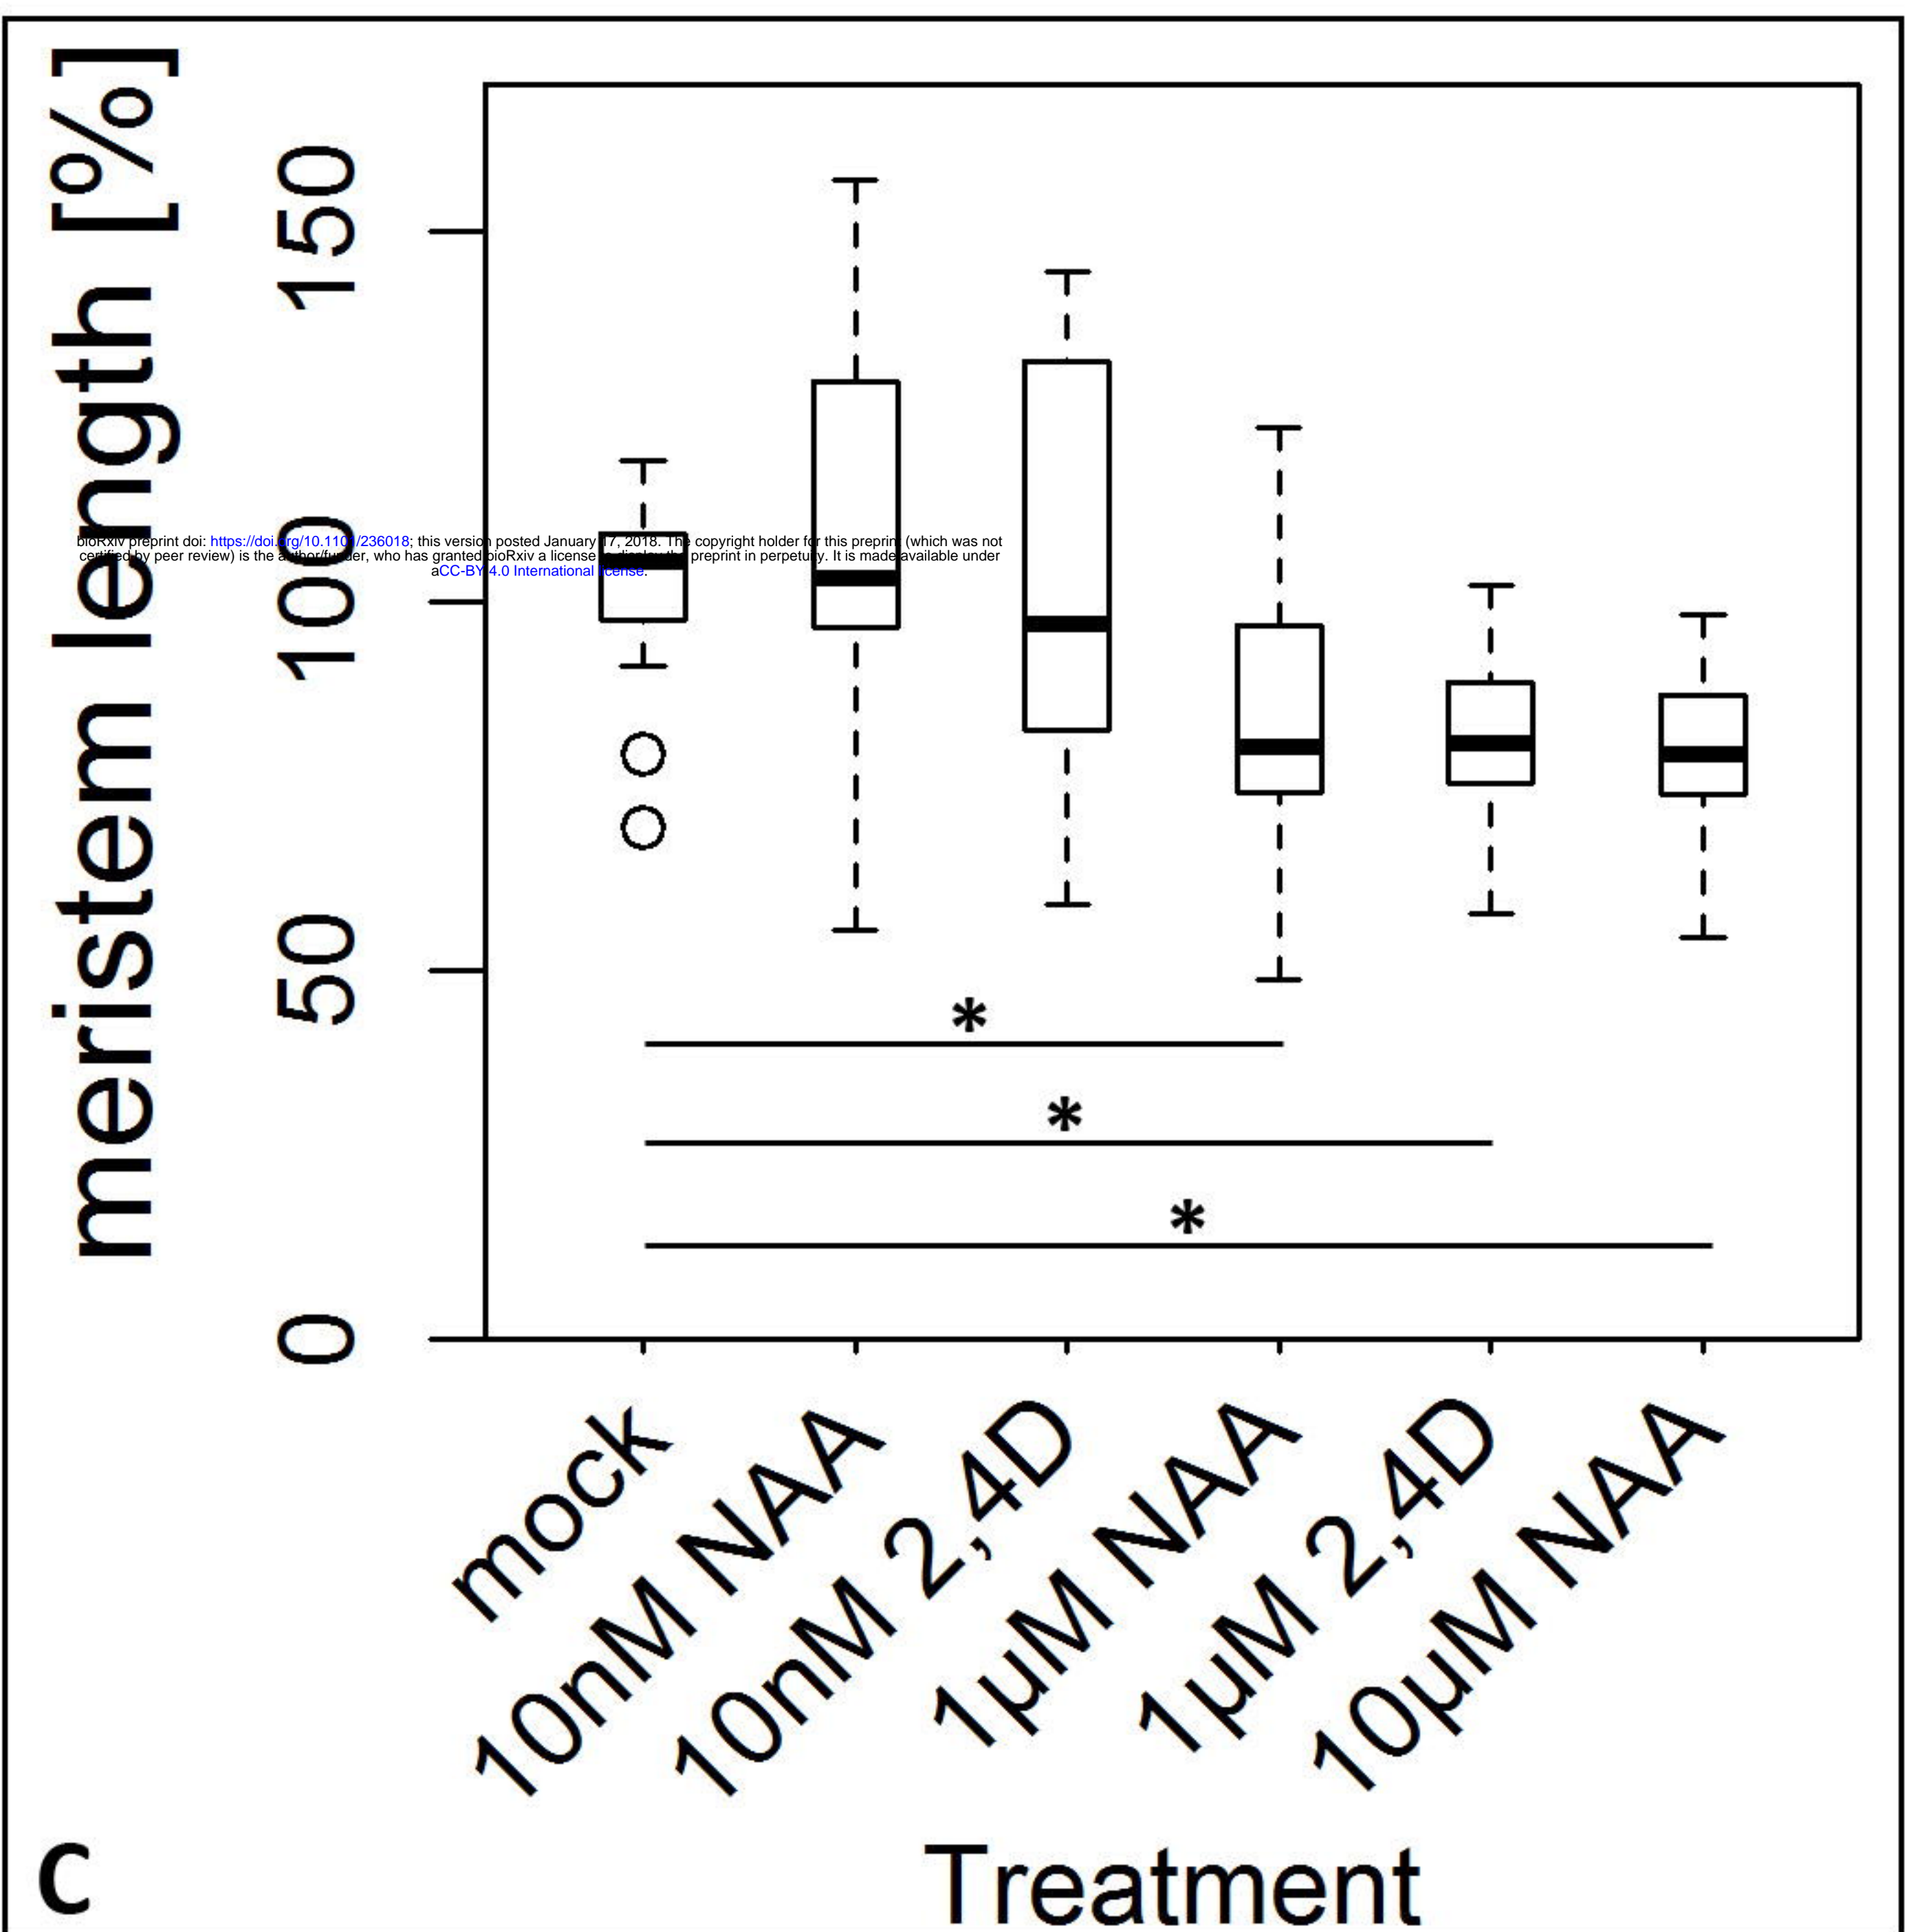 meristem length [%]
150
100
50
0
bioRxiv preprint doi: https://doi.org/10.1101/236018; this version posted January 17, 2018. The copyright holder for this preprint (which was not
certified by peer review) is the author/funder, who has granted bioRxiv a license to display the preprint in perpetuity. It is made available under
aCC-BY 4.0 International license.
*
*
*
mock
10nM NAA
10nM 2,4D
1µM NAA
1µM 2,4D
10µM NAA
C
Treatment